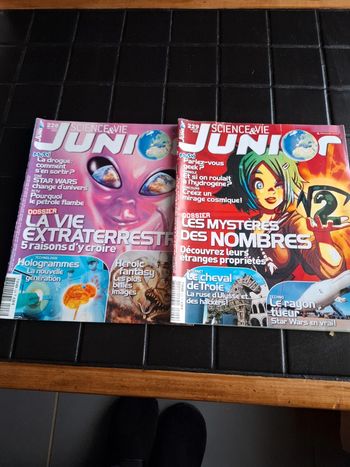 SCIENCE&VIE
JUNIOR
La drogue :
comment
s'en sortir ?
STAR WARS
change d'univers
Pourquoi
le pétrole flambe
DOSSIER
LA VIE
EXTRATERRESTRE
5 raisons d'y croire
TECHNOLOGIE
Hologrammes
La nouvelle
génération
Heroic
fantasy
Les plus
belles
images
SCIENCE&VIE
JUNIOR
Parlez-vous
geek ?
Et si on roulait
à l'hydrogène ?
Créez un
mirage cosmique !
DOSSIER
LES MYSTÈRES
DES NOMBRES
Découvrez leurs
étranges propriétés
Le cheval
de Troie
La ruse d'Ulysse et
des hackers !
TECHNO
Le rayon
tueur
Star Wars en vrai !